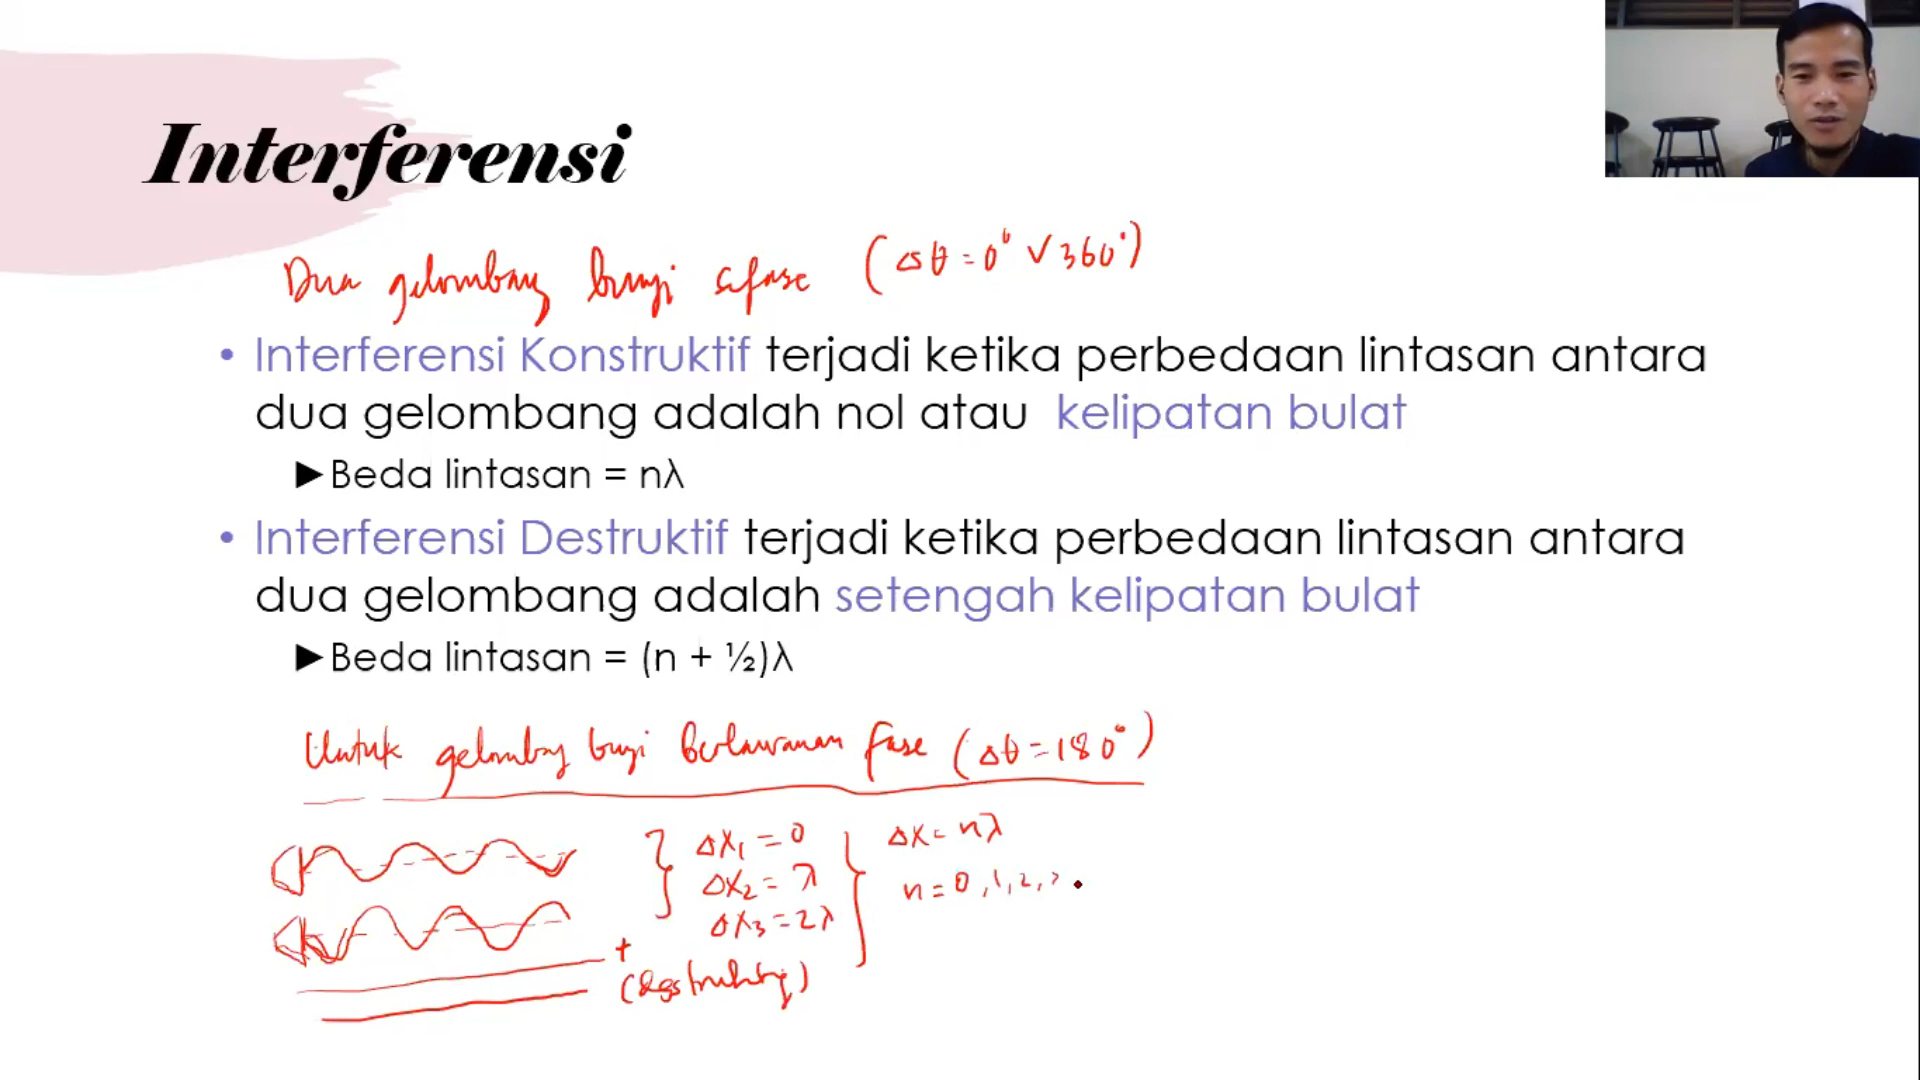 Interferensi
Dua gelombang bunyi sefase (Δθ = 0° V 360°)
• Interferensi Konstruktif terjadi ketika perbedaan lintasan antara
dua gelombang adalah nol atau kelipatan bulat
►Beda lintasan = nλ
• Interferensi Destruktif terjadi ketika perbedaan lintasan antara
dua gelombang adalah setengah kelipatan bulat
►Beda lintasan = (n + ½)λ
Untuk gelombang bunyi berlawanan fase (Δθ = 180°)
Δx₁ = 0
Δx₂ = λ
Δx₃ = 2λ
+
Δx = nλ
n = 0, 1, 2,